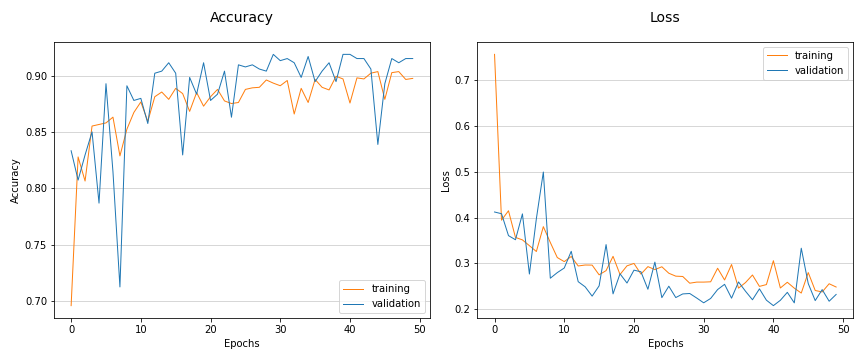 Accuracy
0.90
0.85
0.80
0.75
0.70
Accuracy
0 10 20 30 40 50
Epochs
training
validation
Loss
0.7
0.6
0.5
0.4
0.3
0.2
Loss
0 10 20 30 40 50
Epochs
training
validation